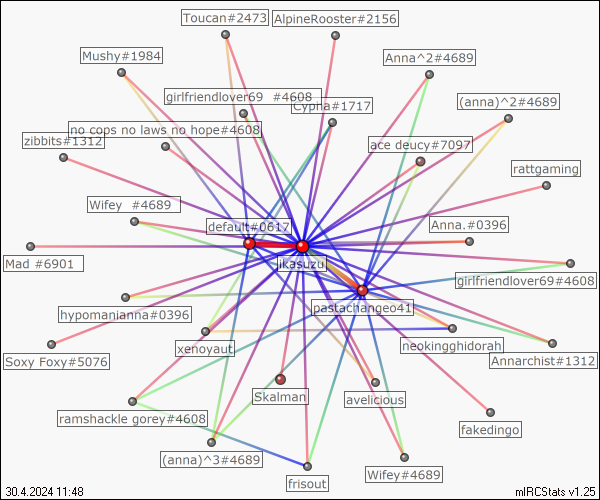 Toucan#2473
AlpineRooster#2156
Mushy#1984
Anna^2#4689
girlfriendlover69 #4608
(anna)^2#4689
Cypria#1717
no cops no laws no hope#4608
zibbits#1312
ace deucy#7097
rattgaming
Wifey #4689
default#0617
Anna.#0396
Mad #6901
ikasuzu
girlfriendlover69#4608
pastachange041
hypomanianna#0396
neokingghidorah
xenoyaut
Soxy Foxy#5076
Annarchist#1312
Skalman
avelicious
ramshackle gorey#4608
fakedingo
(anna)^3#4689
Wifey#4689
frisout
30.4.2024 11:48
mIRCStats v1.25